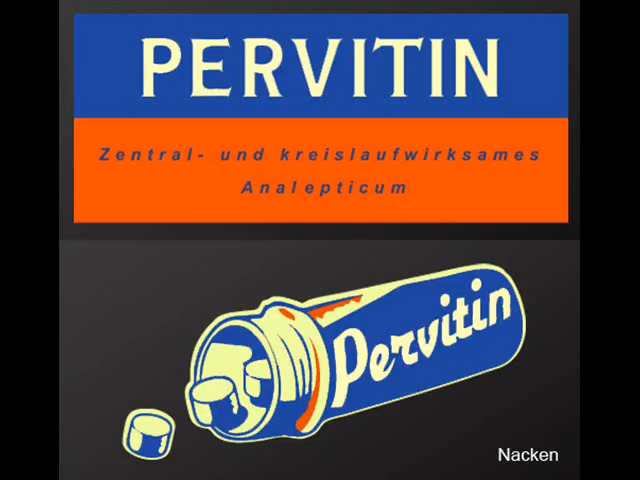 PERVITIN
Zentral- und kreislaufwirksames
Analepticum
Pervitin
Nacken